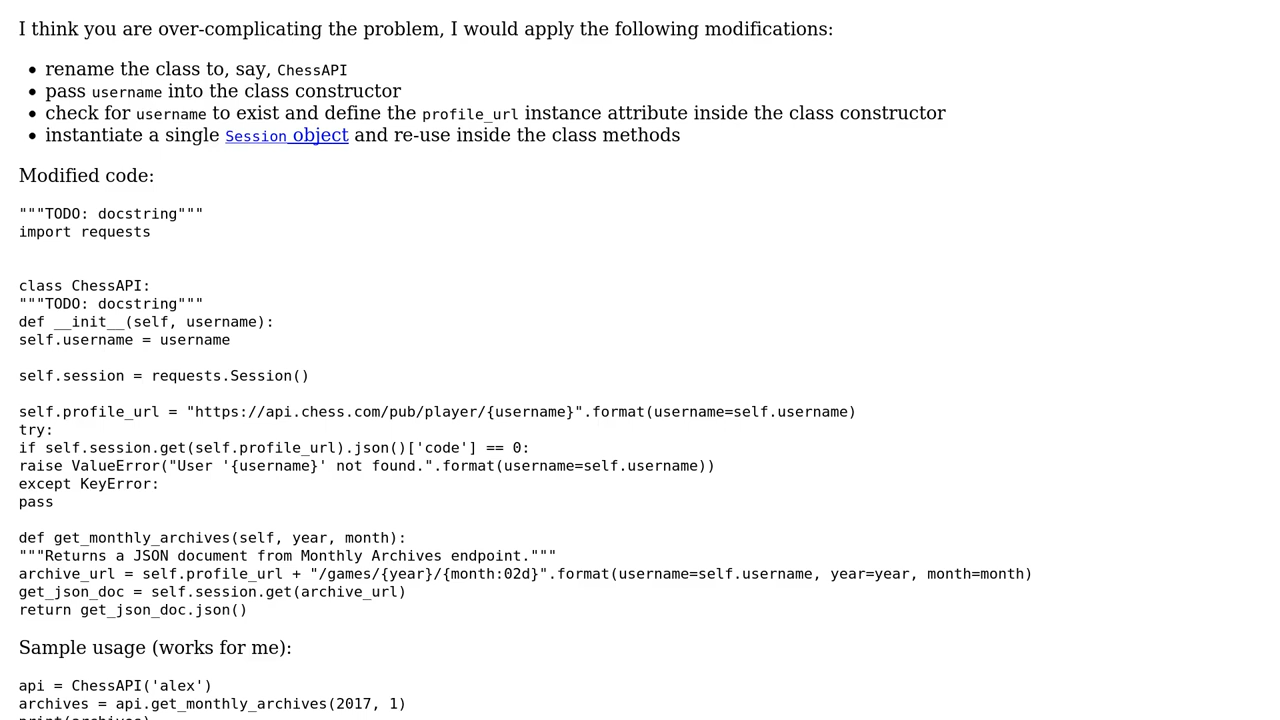 I think you are over-complicating the problem, I would apply the following modifications:
• rename the class to, say, ChessAPI
• pass username into the class constructor
• check for username to exist and define the profile_url instance attribute inside the class constructor
• instantiate a single Session object and re-use inside the class methods
Modified code:
"""TODO: docstring"""
import requests
class ChessAPI:
"""TODO: docstring"""
def __init__(self, username):
self.username = username
self.session = requests.Session()
self.profile_url = "https://api.chess.com/pub/player/{username}".format(username=self.username)
try:
if self.session.get(self.profile_url).json()['code'] == 0:
raise ValueError("User '{username}' not found.".format(username=self.username))
except KeyError:
pass
def get_monthly_archives(self, year, month):
"""Returns a JSON document from Monthly Archives endpoint."""
archive_url = self.profile_url + "/games/{year}/{month:02d}".format(username=self.username, year=year, month=month)
get_json_doc = self.session.get(archive_url)
return get_json_doc.json()
Sample usage (works for me):
api = ChessAPI('alex')
archives = api.get_monthly_archives(2017, 1)
print(archives)